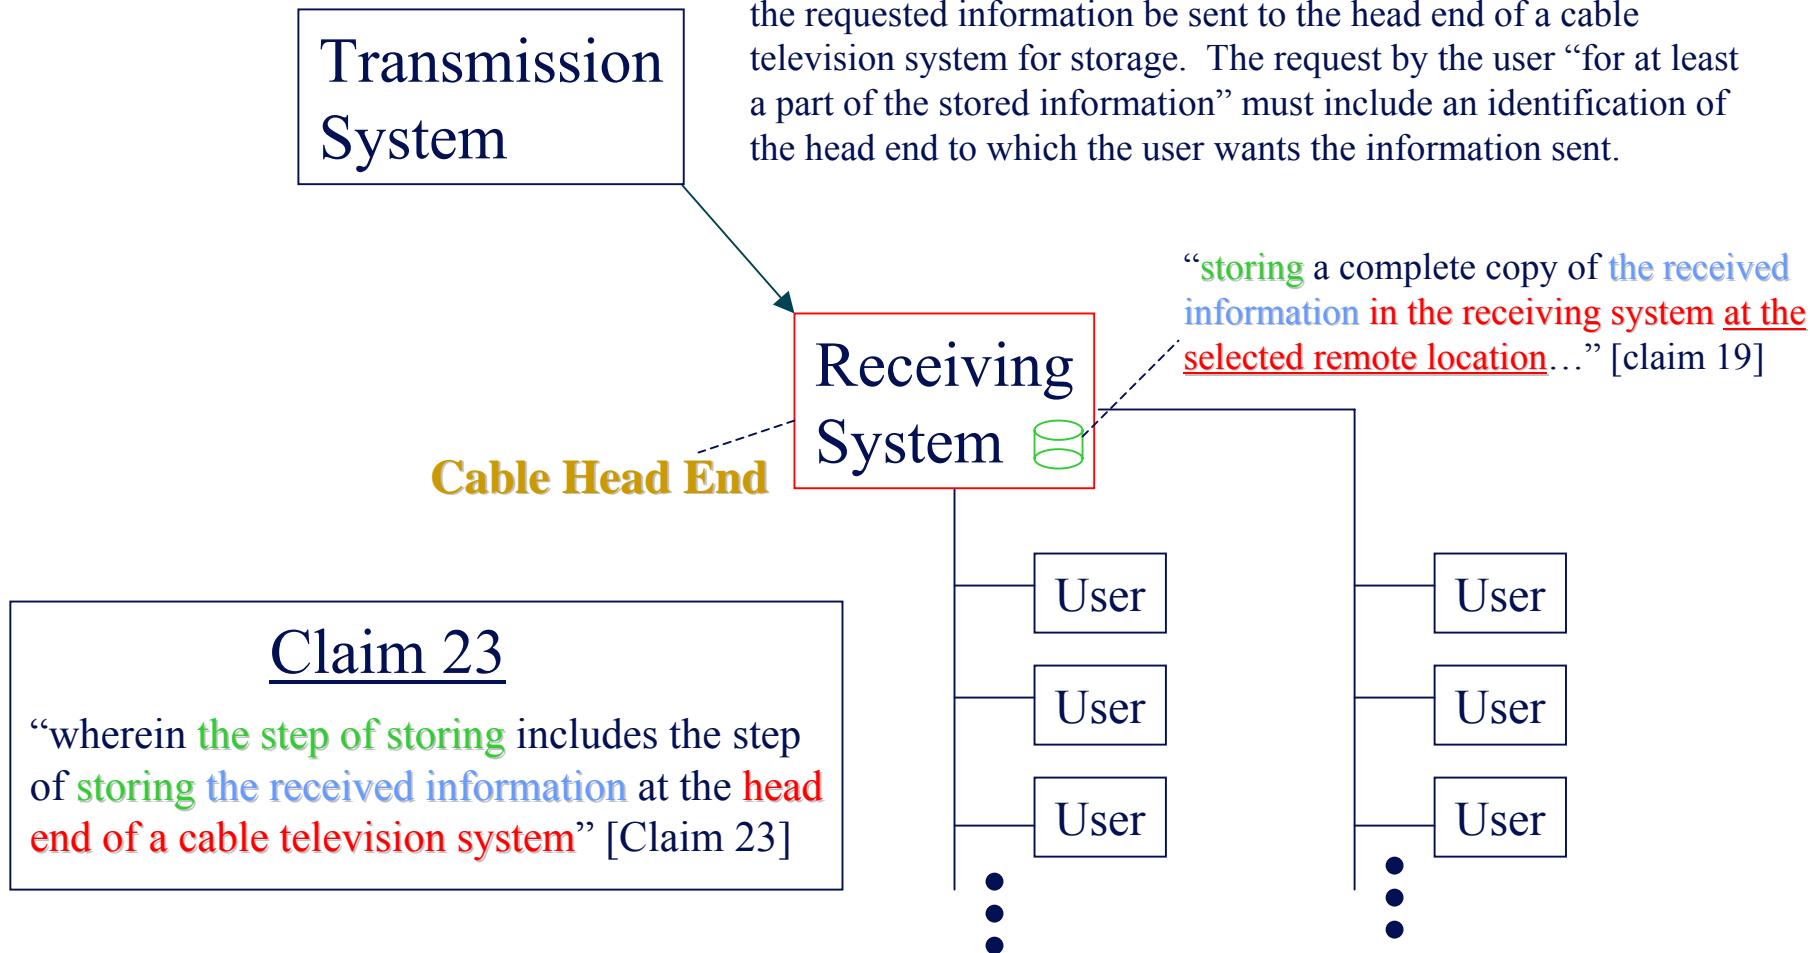 the requested information be sent to the head end of a cable
television system for storage.  The request by the user “for at least
a part of the stored information” must include an identification of
the head end to which the user wants the information sent.
Transmission
System
“storing a complete copy of the received
information in the receiving system at the
selected remote location…” [claim 19]
Receiving
System
Cable Head End
User
User
User
User
User
User
Claim 23
“wherein the step of storing includes the step
of storing the received information at the head
end of a cable television system” [Claim 23]